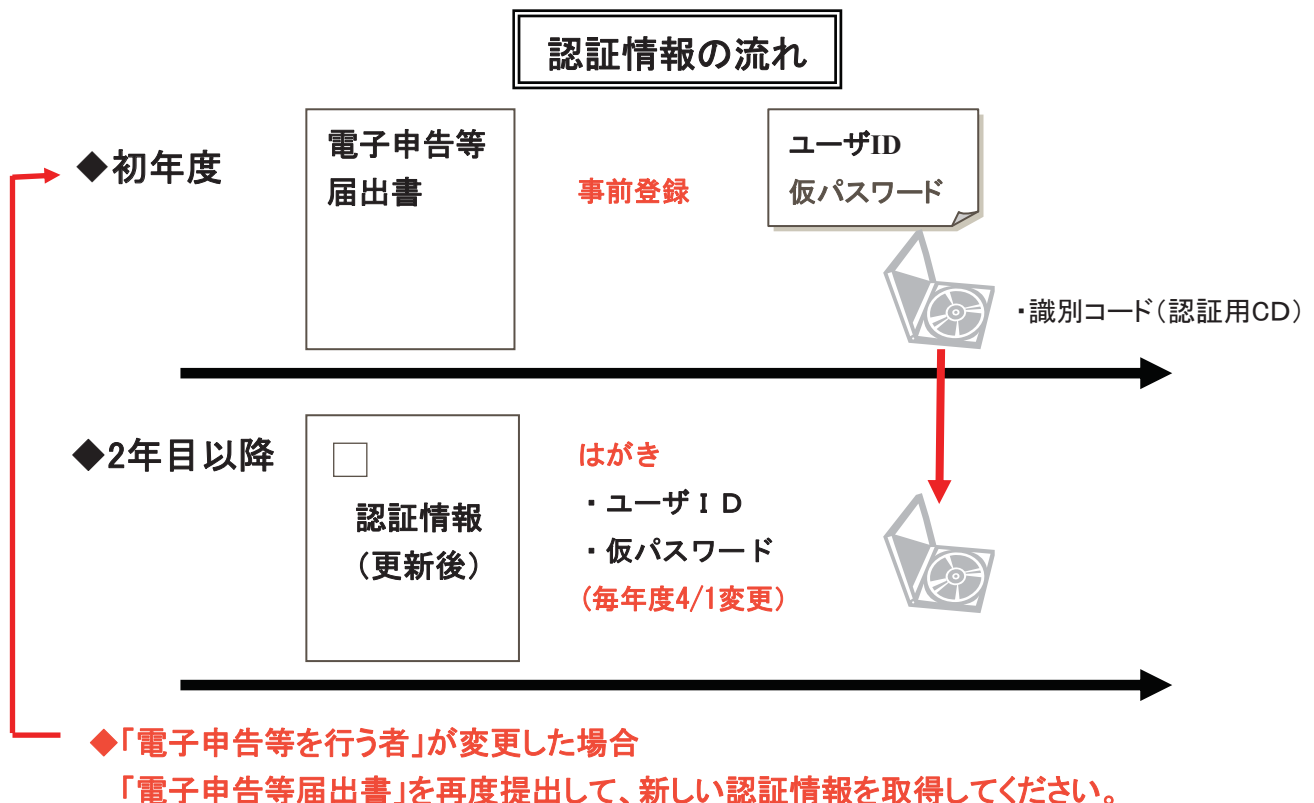 認証情報の流れ
◆初年度
電子申告等
届出書
事前登録
ユーザID
仮パスワード
・識別コード（認証用CD）
◆2年目以降
認証情報
（更新後）
はがき
・ユーザＩＤ
・仮パスワード
（毎年度4/1変更）
◆「電子申告等を行う者」が変更した場合
「電子申告等届出書」を再度提出して、新しい認証情報を取得してください。